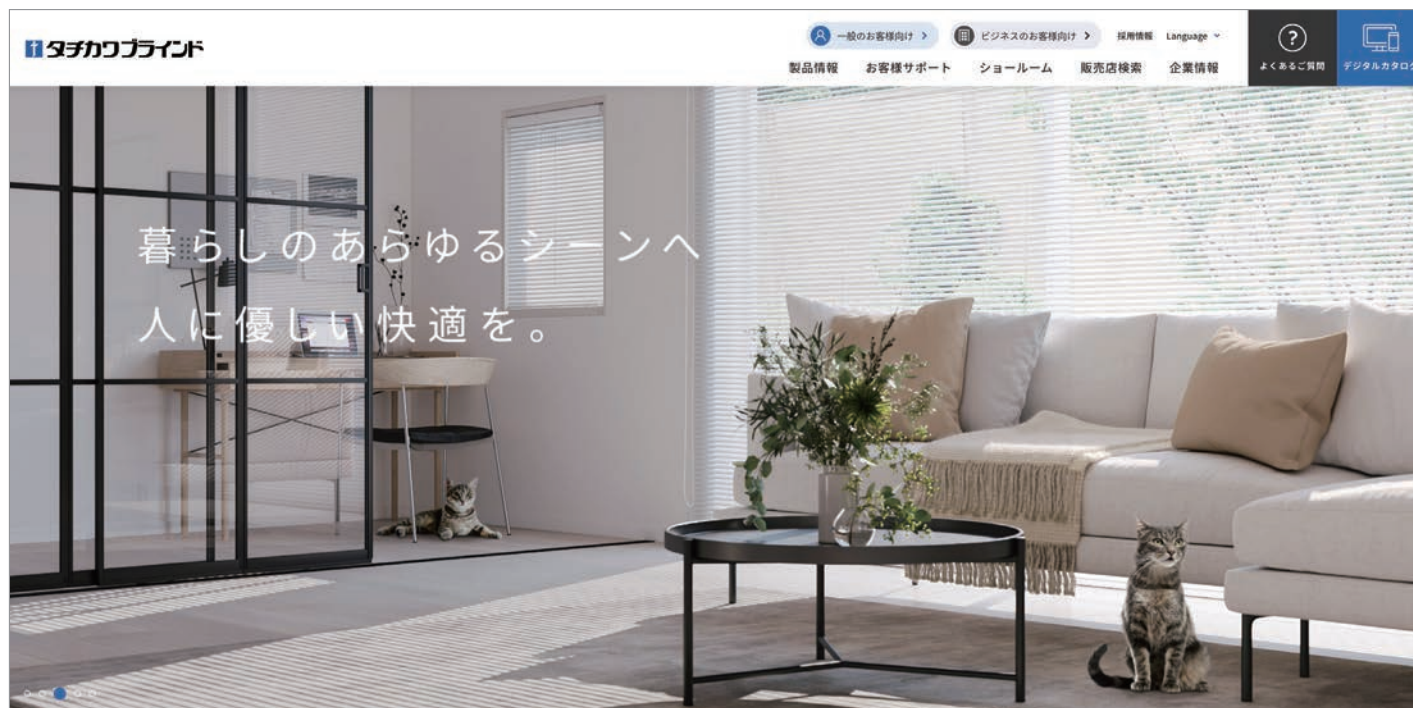 タチカワブラインド
一般のお客様向け
ビジネスのお客様向け
採用情報
Language
製品情報
お客様サポート
ショールーム
販売店検索
企業情報
?
よくあるご質問
デジタルカタログ
暮らしのあらゆるシーンへ
人に優しい快適を。